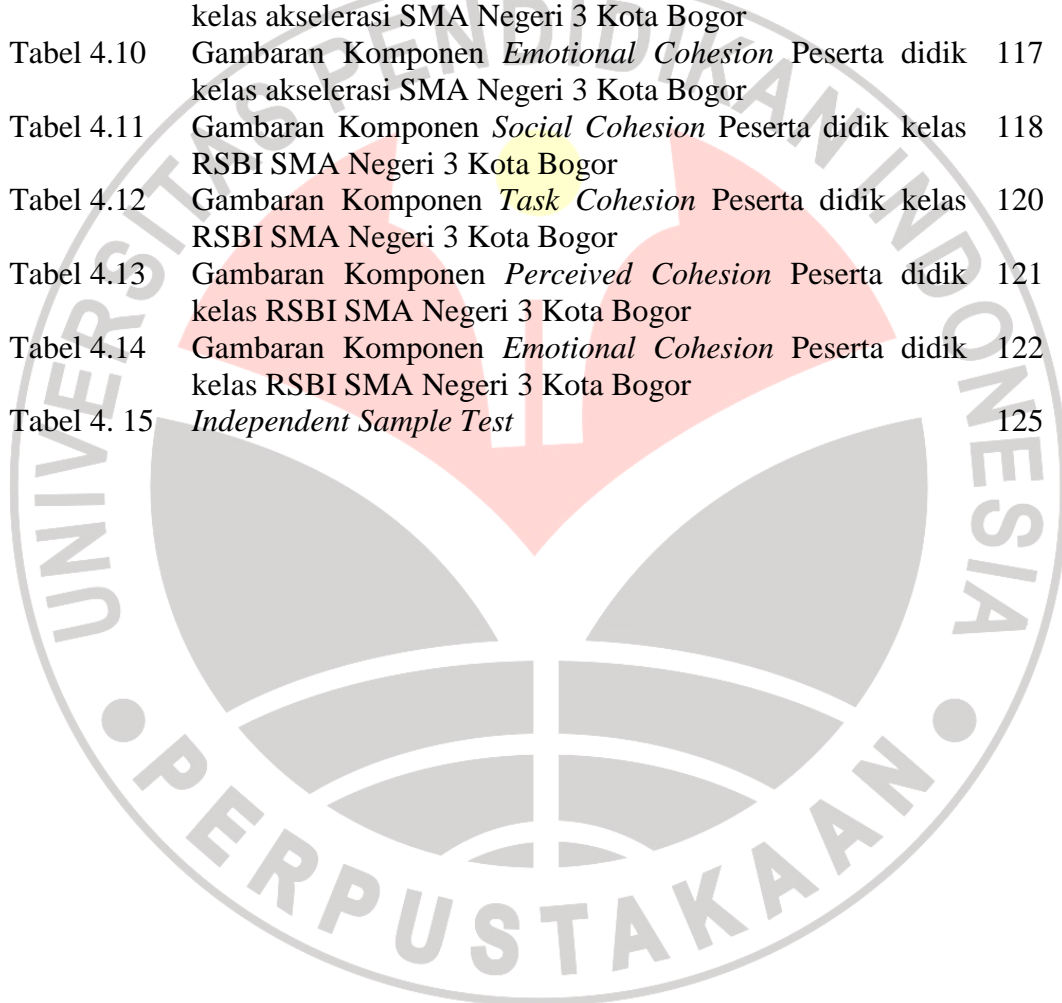 kelas akselerasi SMA Negeri 3 Kota Bogor
Tabel 4.10 Gambaran Komponen Emotional Cohesion Peserta didik 117
kelas akselerasi SMA Negeri 3 Kota Bogor
Tabel 4.11 Gambaran Komponen Social Cohesion Peserta didik kelas 118
RSBI SMA Negeri 3 Kota Bogor
Tabel 4.12 Gambaran Komponen Task Cohesion Peserta didik kelas 120
RSBI SMA Negeri 3 Kota Bogor
Tabel 4.13 Gambaran Komponen Perceived Cohesion Peserta didik 121
kelas RSBI SMA Negeri 3 Kota Bogor
Tabel 4.14 Gambaran Komponen Emotional Cohesion Peserta didik 122
kelas RSBI SMA Negeri 3 Kota Bogor
Tabel 4. 15 Independent Sample Test 125
UNIVERSITAS PENDIDIKAN INDONESIA
PERPUSTAKAAN